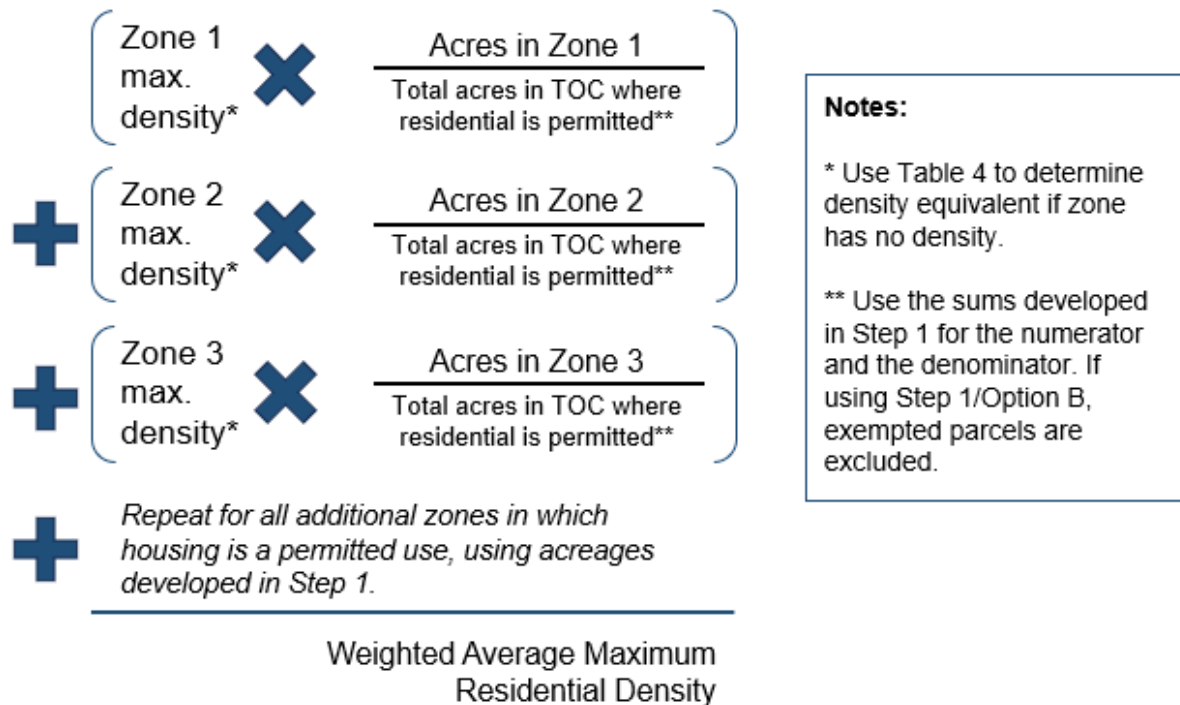 Zone 1
max.
density*
Acres in Zone 1
Total acres in TOC where
residential is permitted**
Zone 2
max.
density*
Acres in Zone 2
Total acres in TOC where
residential is permitted**
Zone 3
max.
density*
Acres in Zone 3
Total acres in TOC where
residential is permitted**
Repeat for all additional zones in which
housing is a permitted use, using acreages
developed in Step 1.
Weighted Average Maximum
Residential Density
Notes:
* Use Table 4 to determine
density equivalent if zone
has no density.
** Use the sums developed
in Step 1 for the numerator
and the denominator. If
using Step 1/Option B,
exempted parcels are
excluded.